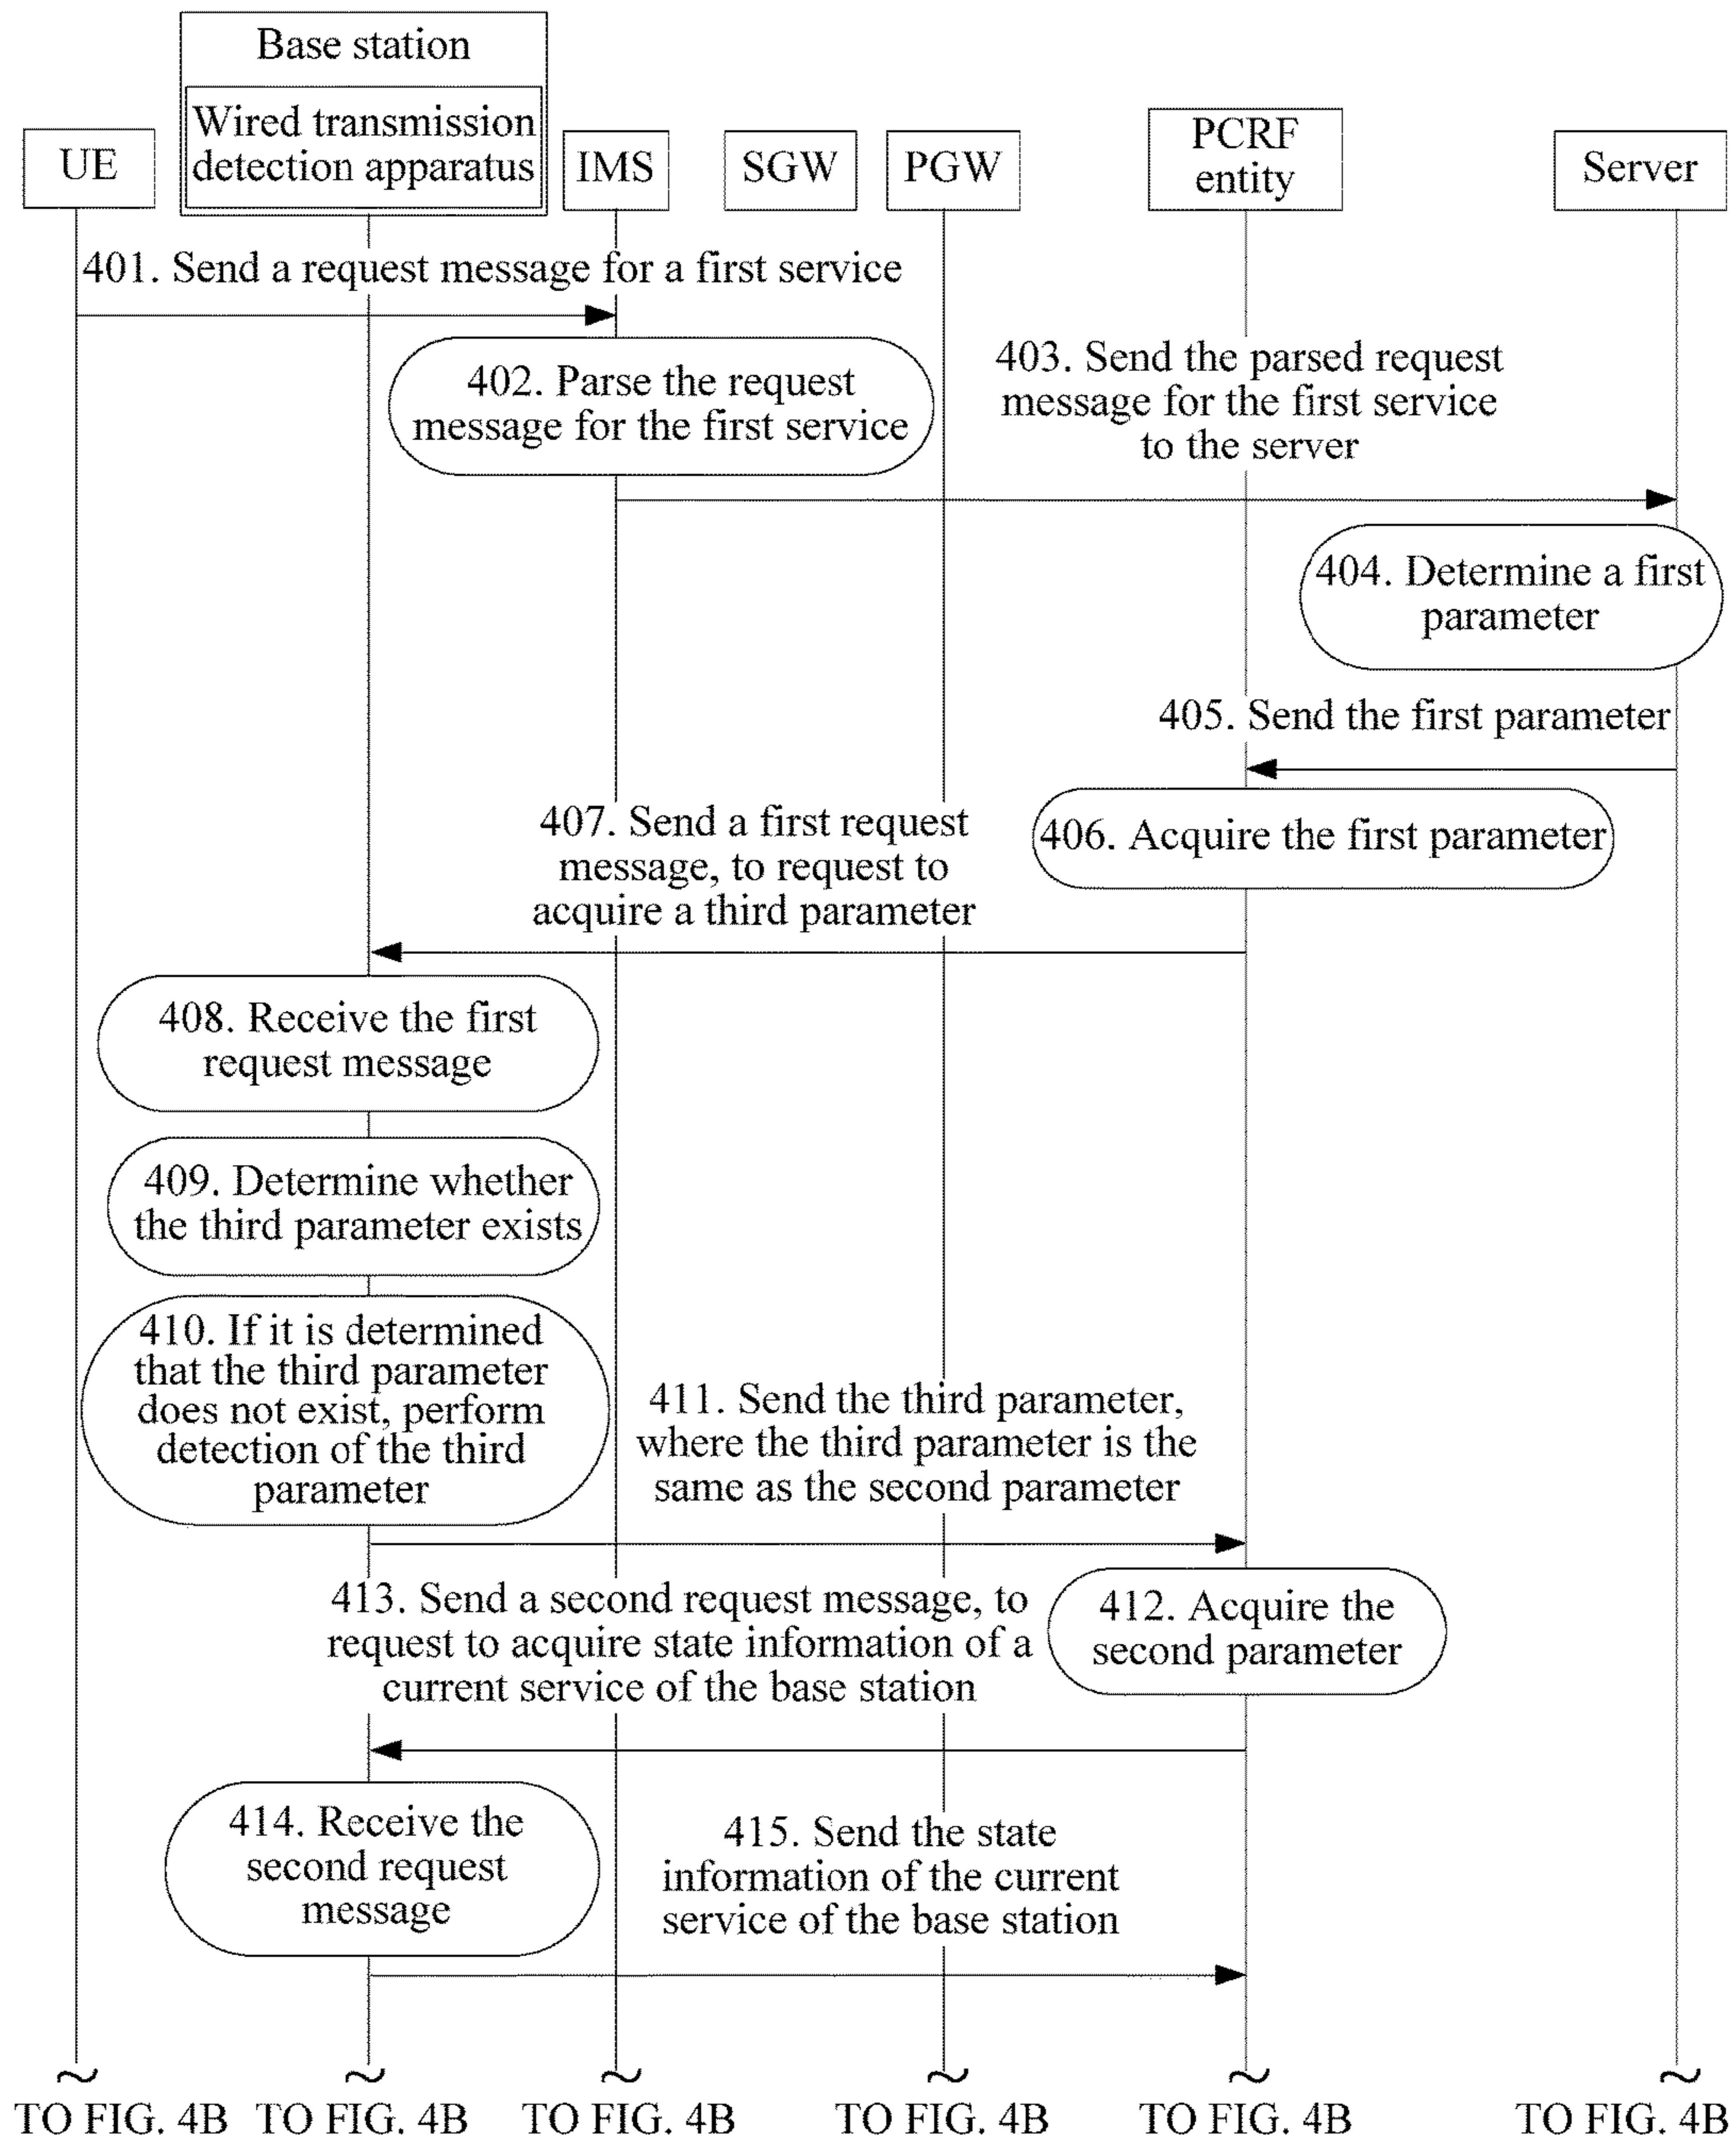 Base station
Wired transmission
detection apparatus
UE
IMS
SGW
PGW
PCRF
entity
Server
401. Send a request message for a first service
402. Parse the request
message for the first service
403. Send the parsed request
message for the first service
to the server
404. Determine a first
parameter
405. Send the first parameter
406. Acquire the first parameter
407. Send a first request
message, to request to
acquire a third parameter
408. Receive the first
request message
409. Determine whether
the third parameter exists
410. If it is determined
that the third parameter
does not exist, perform
detection of the third
parameter
411. Send the third parameter,
where the third parameter is the
same as the second parameter
412. Acquire the
second parameter
413. Send a second request message, to
request to acquire state information of a
current service of the base station
414. Receive the
second request
message
415. Send the state
information of the current
service of the base station
TO FIG. 4B
TO FIG. 4B
TO FIG. 4B
TO FIG. 4B
TO FIG. 4B
TO FIG. 4B